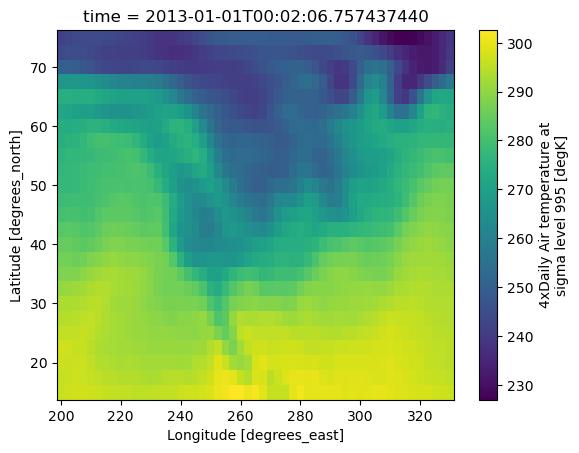 time = 2013-01-01T00:02:06.757437440
70
60
50
40
30
20
Latitude [degrees_north]
200 220 240 260 280 300 320
Longitude [degrees_east]
300
290
280
270
260
250
240
230
4xDaily Air temperature at
sigma level 995 [degK]